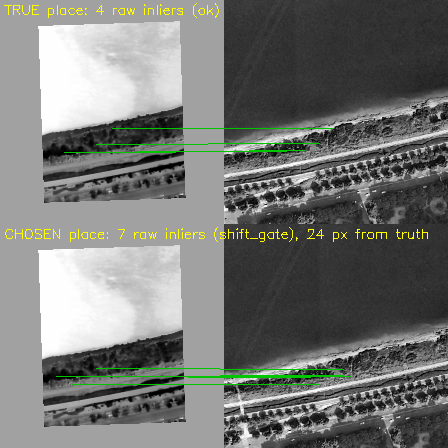 TRUE place: 4 raw inliers (ok)
CHOSEN place: 7 raw inliers (shift_gate), 24 px from truth